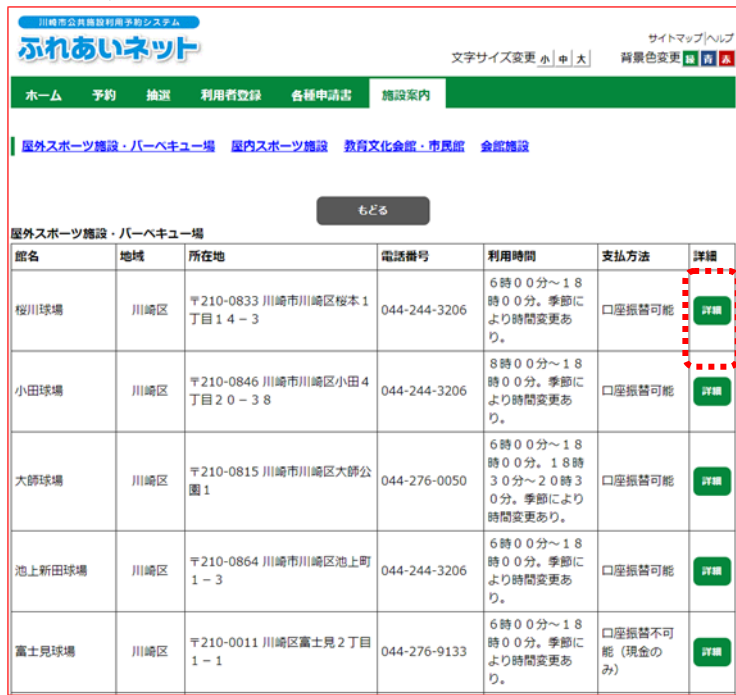 川崎市公共施設利用予約システム
ふれあいネット
サイトマップ|ヘルプ
文字サイズ変更 小 中 大 背景色変更 緑 青 赤
ホーム 予約 抽選 利用者登録 各種申請書 施設案内
屋外スポーツ施設・バーベキュー場 屋内スポーツ施設 教育文化会館・市民館 会館施設
もどる
屋外スポーツ施設・バーベキュー場
館名 地域 所在地 電話番号 利用時間 支払方法 詳細
桜川球場 川崎区 〒210-0833 川崎市川崎区桜本1
丁目14－3 044-244-3206 6時00分～18
時00分。季節に
より時間変更あ
り。 口座振替可能 詳細
小田球場 川崎区 〒210-0846 川崎市川崎区小田4
丁目20－38 044-244-3206 8時00分～18
時00分。季節に
より時間変更あ
り。 口座振替可能 詳細
大師球場 川崎区 〒210-0815 川崎市川崎区大師公
園1 044-276-0050 6時00分～18
時00分。18時
30分～20時3
0分。季節により
時間変更あり。 口座振替可能 詳細
池上新田球場 川崎区 〒210-0864 川崎市川崎区池上町
1－3 044-244-3206 6時00分～18
時00分。季節に
より時間変更あ
り。 口座振替可能 詳細
富士見球場 川崎区 〒210-0011 川崎区富士見2丁目
1－1 044-276-9133 6時00分～18
時00分。季節に
より時間変更あ
り。 口座振替不可
能（現金の
み） 詳細